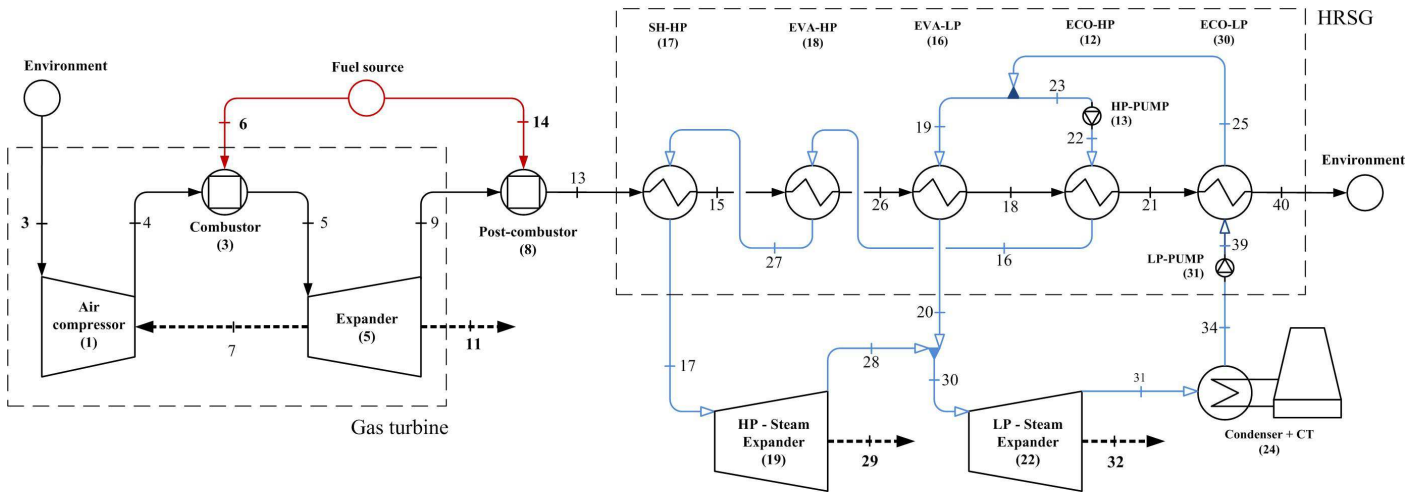 HRSG
SH-HP
(17)
EVA-HP
(18)
EVA-LP
(16)
ECO-HP
(12)
ECO-LP
(30)
Environment
Fuel source
6
14
23
HP-PUMP
(13)
19
22
25
Environment
13
15
26
18
21
40
3
4
Combustor
(3)
5
9
Post-combustor
(8)
27
16
39
LP-PUMP
(31)
Air
compressor
(1)
7
Expander
(5)
11
20
34
17
28
30
31
Gas turbine
HP - Steam
Expander
(19)
29
LP - Steam
Expander
(22)
32
Condenser + CT
(24)